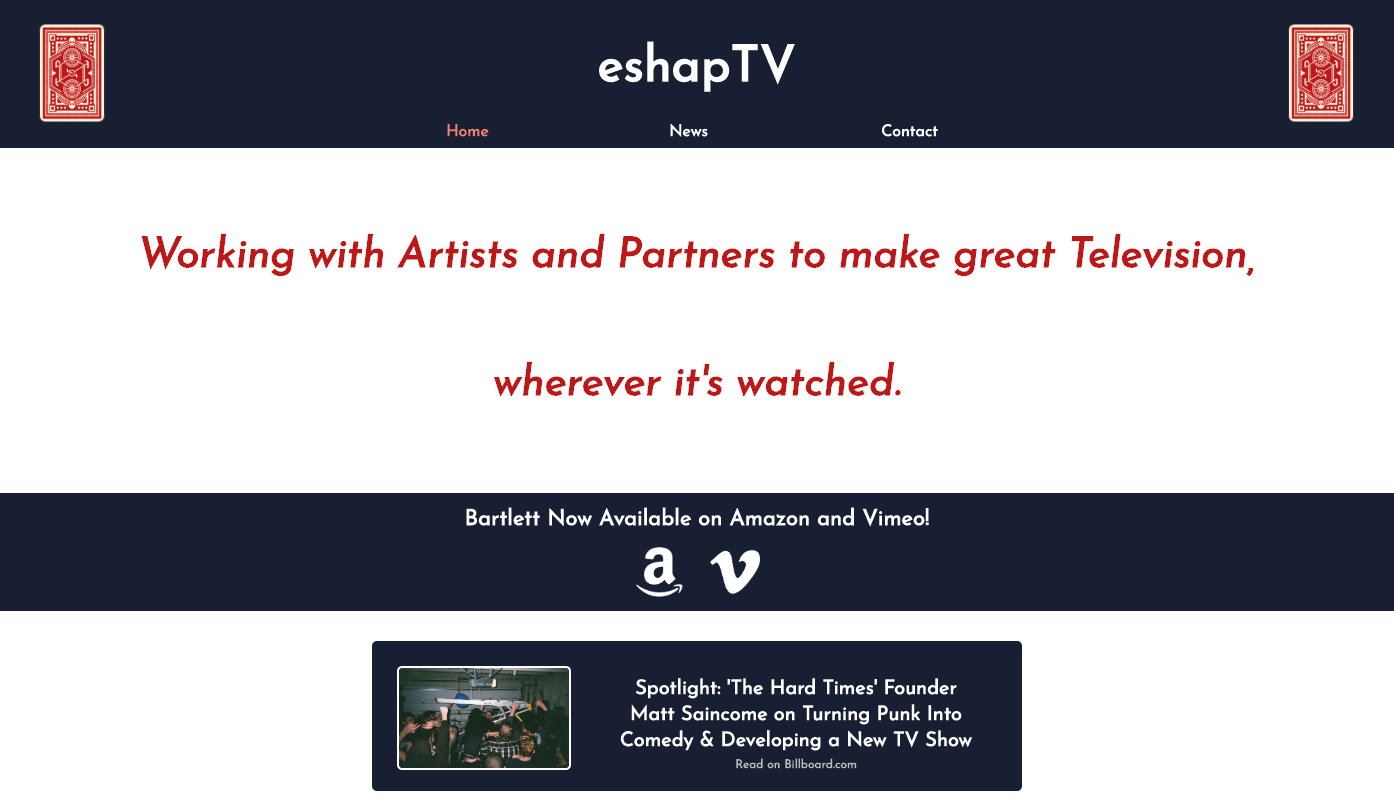 eshapTV
Home
News
Contact
Working with Artists and Partners to make great Television,
wherever it's watched.
Bartlett Now Available on Amazon and Vimeo!
Spotlight: 'The Hard Times' Founder
Matt Saincome on Turning Punk Into
Comedy & Developing a New TV Show
Read on Billboard.com